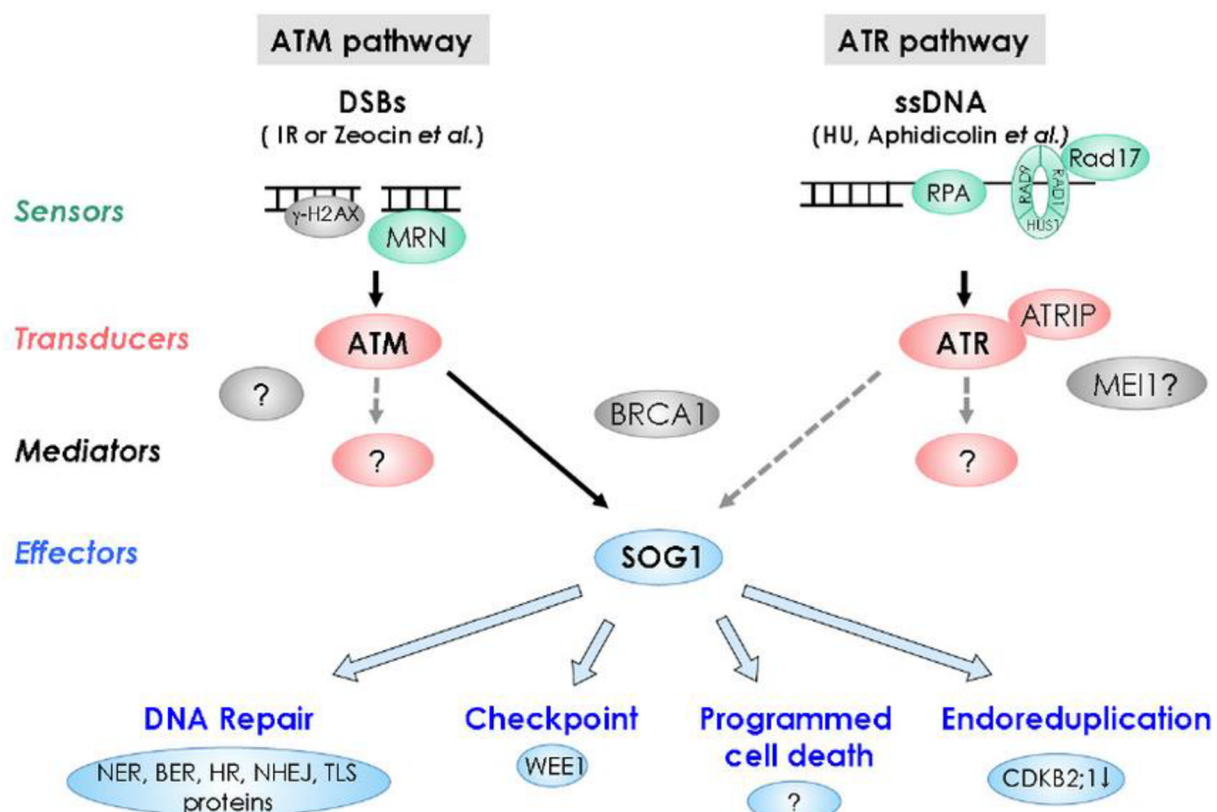 ATM pathway
ATR pathway
DSBs
( IR or Zeocin et al.)
ssDNA
(HU, Aphidicolin et al.)
Rad17
RAD9
RAD1
HUS1
RPA
Sensors
γ-H2AX
MRN
Transducers
ATM
ATR
ATRIP
?
BRCA1
MEI1?
Mediators
?
?
Effectors
SOG1
DNA Repair
NER, BER, HR, NHEJ, TLS
proteins
Checkpoint
WEE1
Programmed
cell death
?
Endoreduplication
CDKB2;1↓